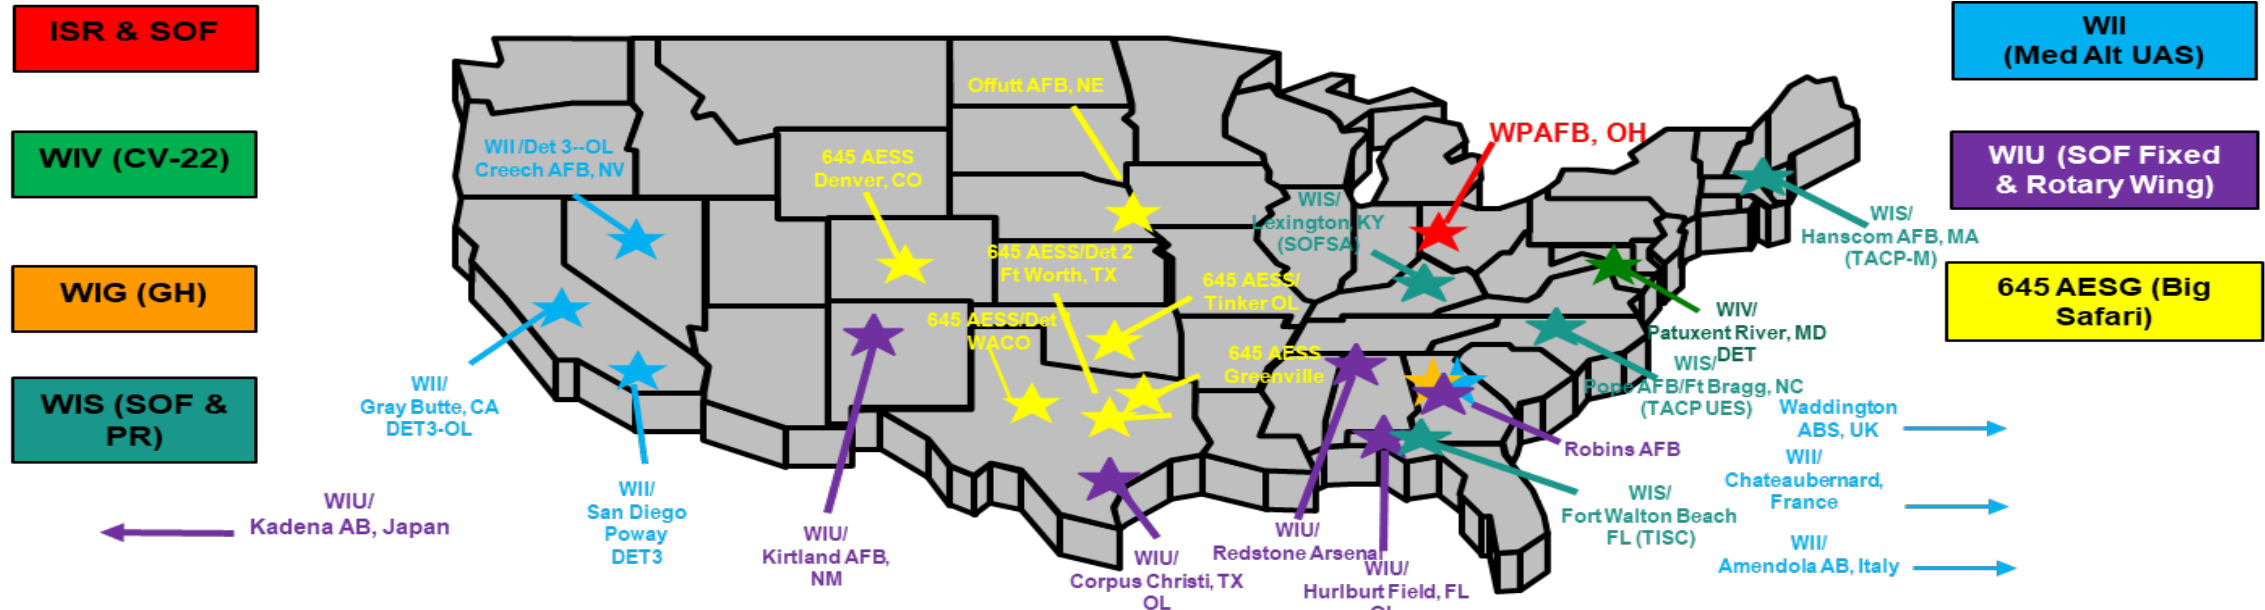 ISR & SOF
WIV (CV-22)
WIG (GH)
WIS (SOF &
PR)
WII
(Med Alt UAS)
WIU (SOF Fixed
& Rotary Wing)
645 AESG (Big
Safari)
Offutt AFB, NE
WPAFB, OH
WII /Det 3--OL
Creech AFB, NV
645 AESS
Denver, CO
WIS/
Lexington, KY
(SOFSA)
WIS/
Hanscom AFB, MA
(TACP-M)
645 AESS/Det 2
Ft Worth, TX
645 AESS/
Tinker OL
645 AESS/Det
WACO
645 AESS
Greenville
WIV/
Patuxent River, MD
DET
WIS/
Pope AFB/Ft Bragg, NC
(TACP UES)
WII/
Gray Butte, CA
DET3-OL
Robins AFB
Waddington
ABS, UK
WII/
Chateaubernard,
France
WII/
Amendola AB, Italy
WIU/
Kadena AB, Japan
WII/
San Diego
Poway
DET3
WIU/
Kirtland AFB,
NM
WIU/
Corpus Christi, TX
OL
WIU/
Redstone Arsenal
WIU/
Hurlburt Field, FL
OL
WIS/
Fort Walton Beach
FL (TISC)